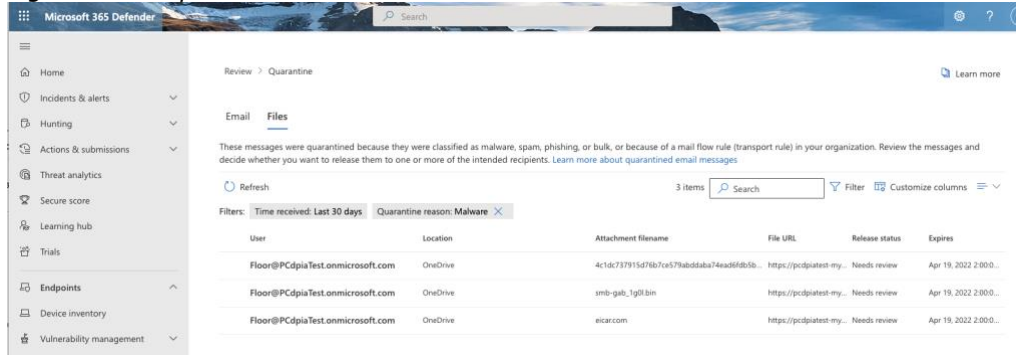 Microsoft 365 Defender
Search
?
Home
Incidents & alerts
Hunting
Actions & submissions
Threat analytics
Secure score
Learning hub
Trials
Endpoints
Device inventory
Vulnerability management
Review > Quarantine
Learn more
Email Files
These messages were quarantined because they were classified as malware, spam, phishing, or bulk, or because of a mail flow rule (transport rule) in your organization. Review the messages and
decide whether you want to release them to one or more of the intended recipients. Learn more about quarantined email messages
Refresh 3 items Search Filter Customize columns
Filters: Time received: Last 30 days Quarantine reason: Malware
User Location Attachment filename File URL Release status Expires
Floor@PCdpiaTest.onmicrosoft.com OneDrive 4c1dc737915d76b7ce579abddaba74ead6fdb5b... https://pcdpiatest-my... Needs review Apr 19, 2022 2:00:0...
Floor@PCdpiaTest.onmicrosoft.com OneDrive smb-gab_1g0l.bin https://pcdpiatest-my... Needs review Apr 19, 2022 2:00:0...
Floor@PCdpiaTest.onmicrosoft.com OneDrive eicar.com https://pcdpiatest-my... Needs review Apr 19, 2022 2:00:0...